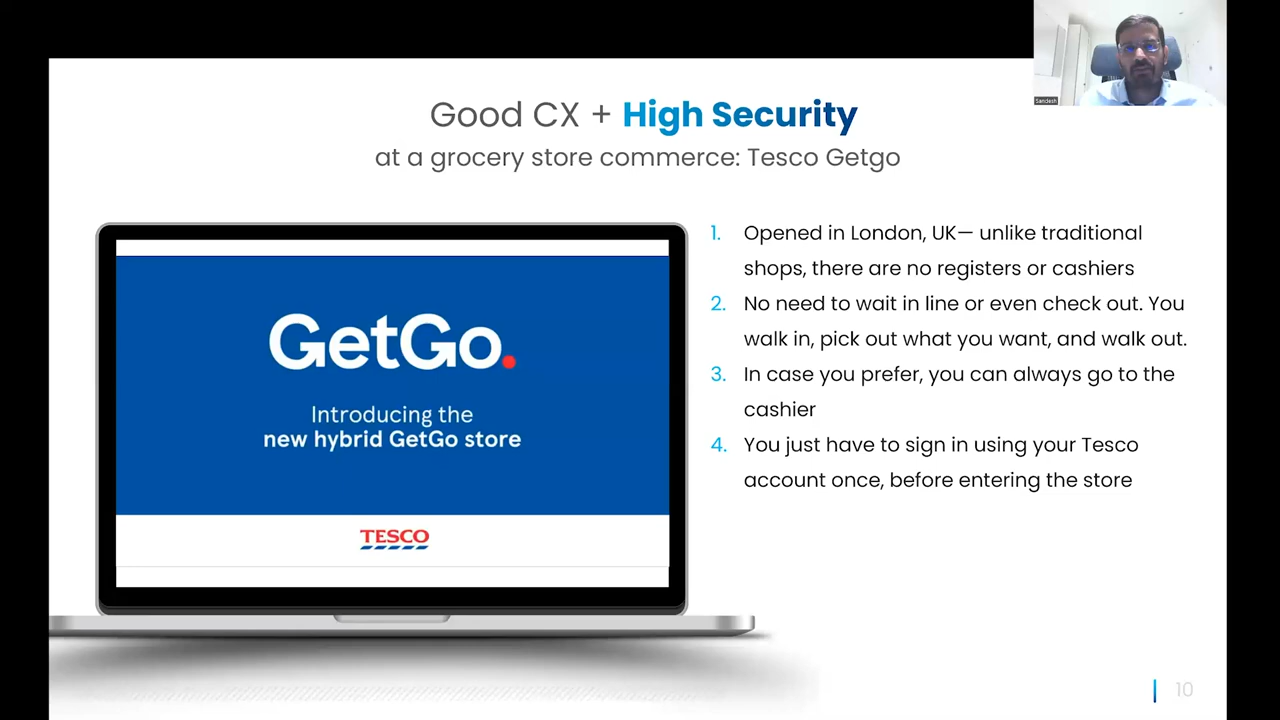 Sandesh
Good CX + High Security
at a grocery store commerce: Tesco Getgo
GetGo.
Introducing the
new hybrid GetGo store
TESCO
1. Opened in London, UK— unlike traditional
shops, there are no registers or cashiers
2. No need to wait in line or even check out. You
walk in, pick out what you want, and walk out.
3. In case you prefer, you can always go to the
cashier
4. You just have to sign in using your Tesco
account once, before entering the store
10